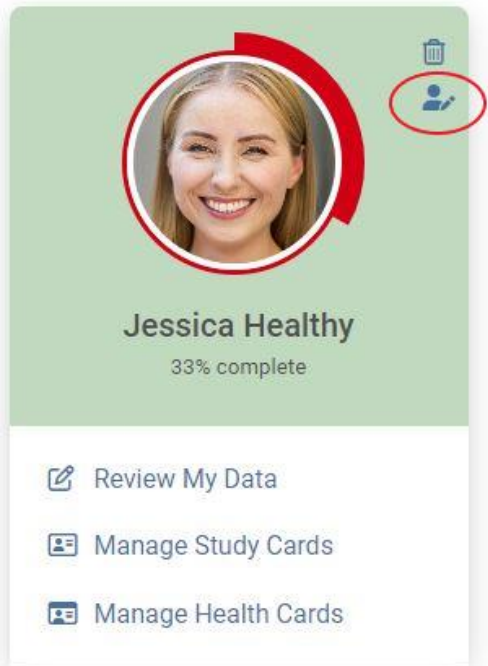 Jessica Healthy
33% complete
Review My Data
Manage Study Cards
Manage Health Cards